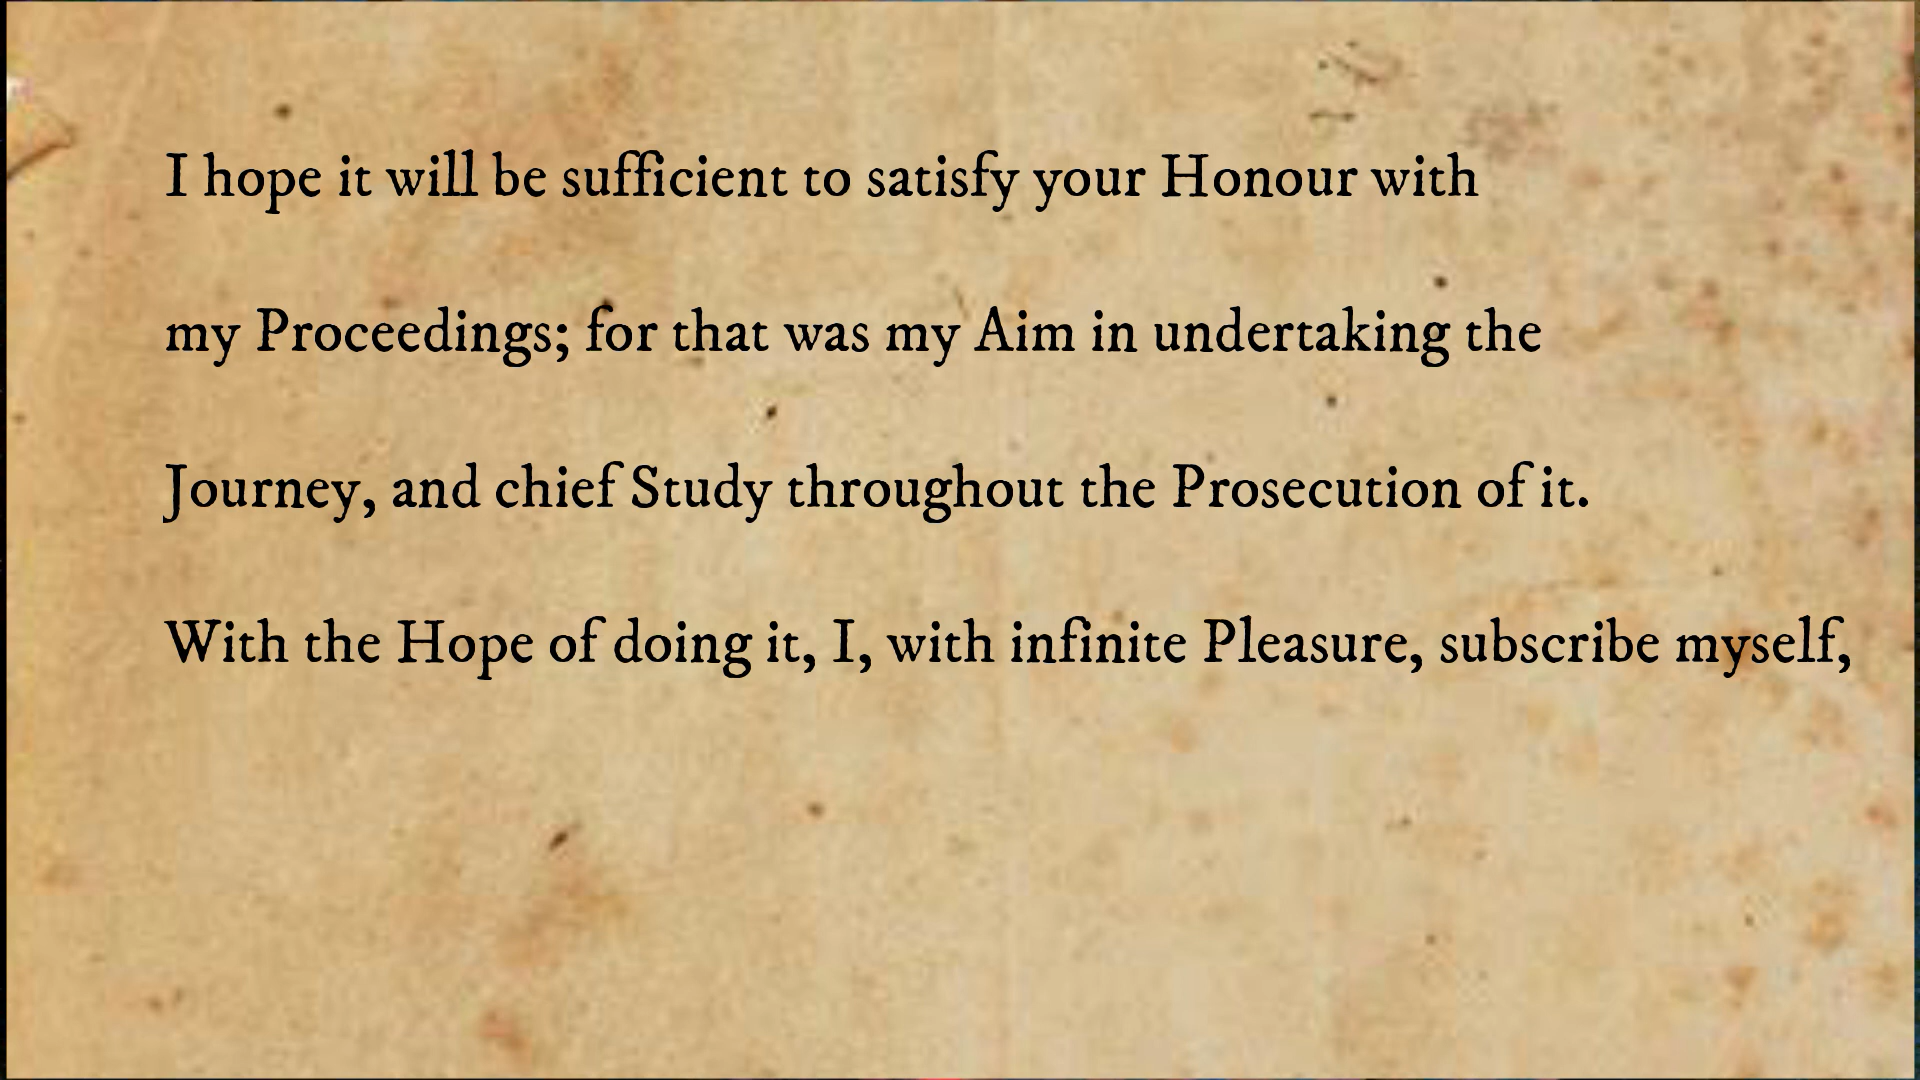 I hope it will be sufficient to satisfy your Honour with
my Proceedings; for that was my Aim in undertaking the
Journey, and chief Study throughout the Prosecution of it.
With the Hope of doing it, I, with infinite Pleasure, subscribe myself,